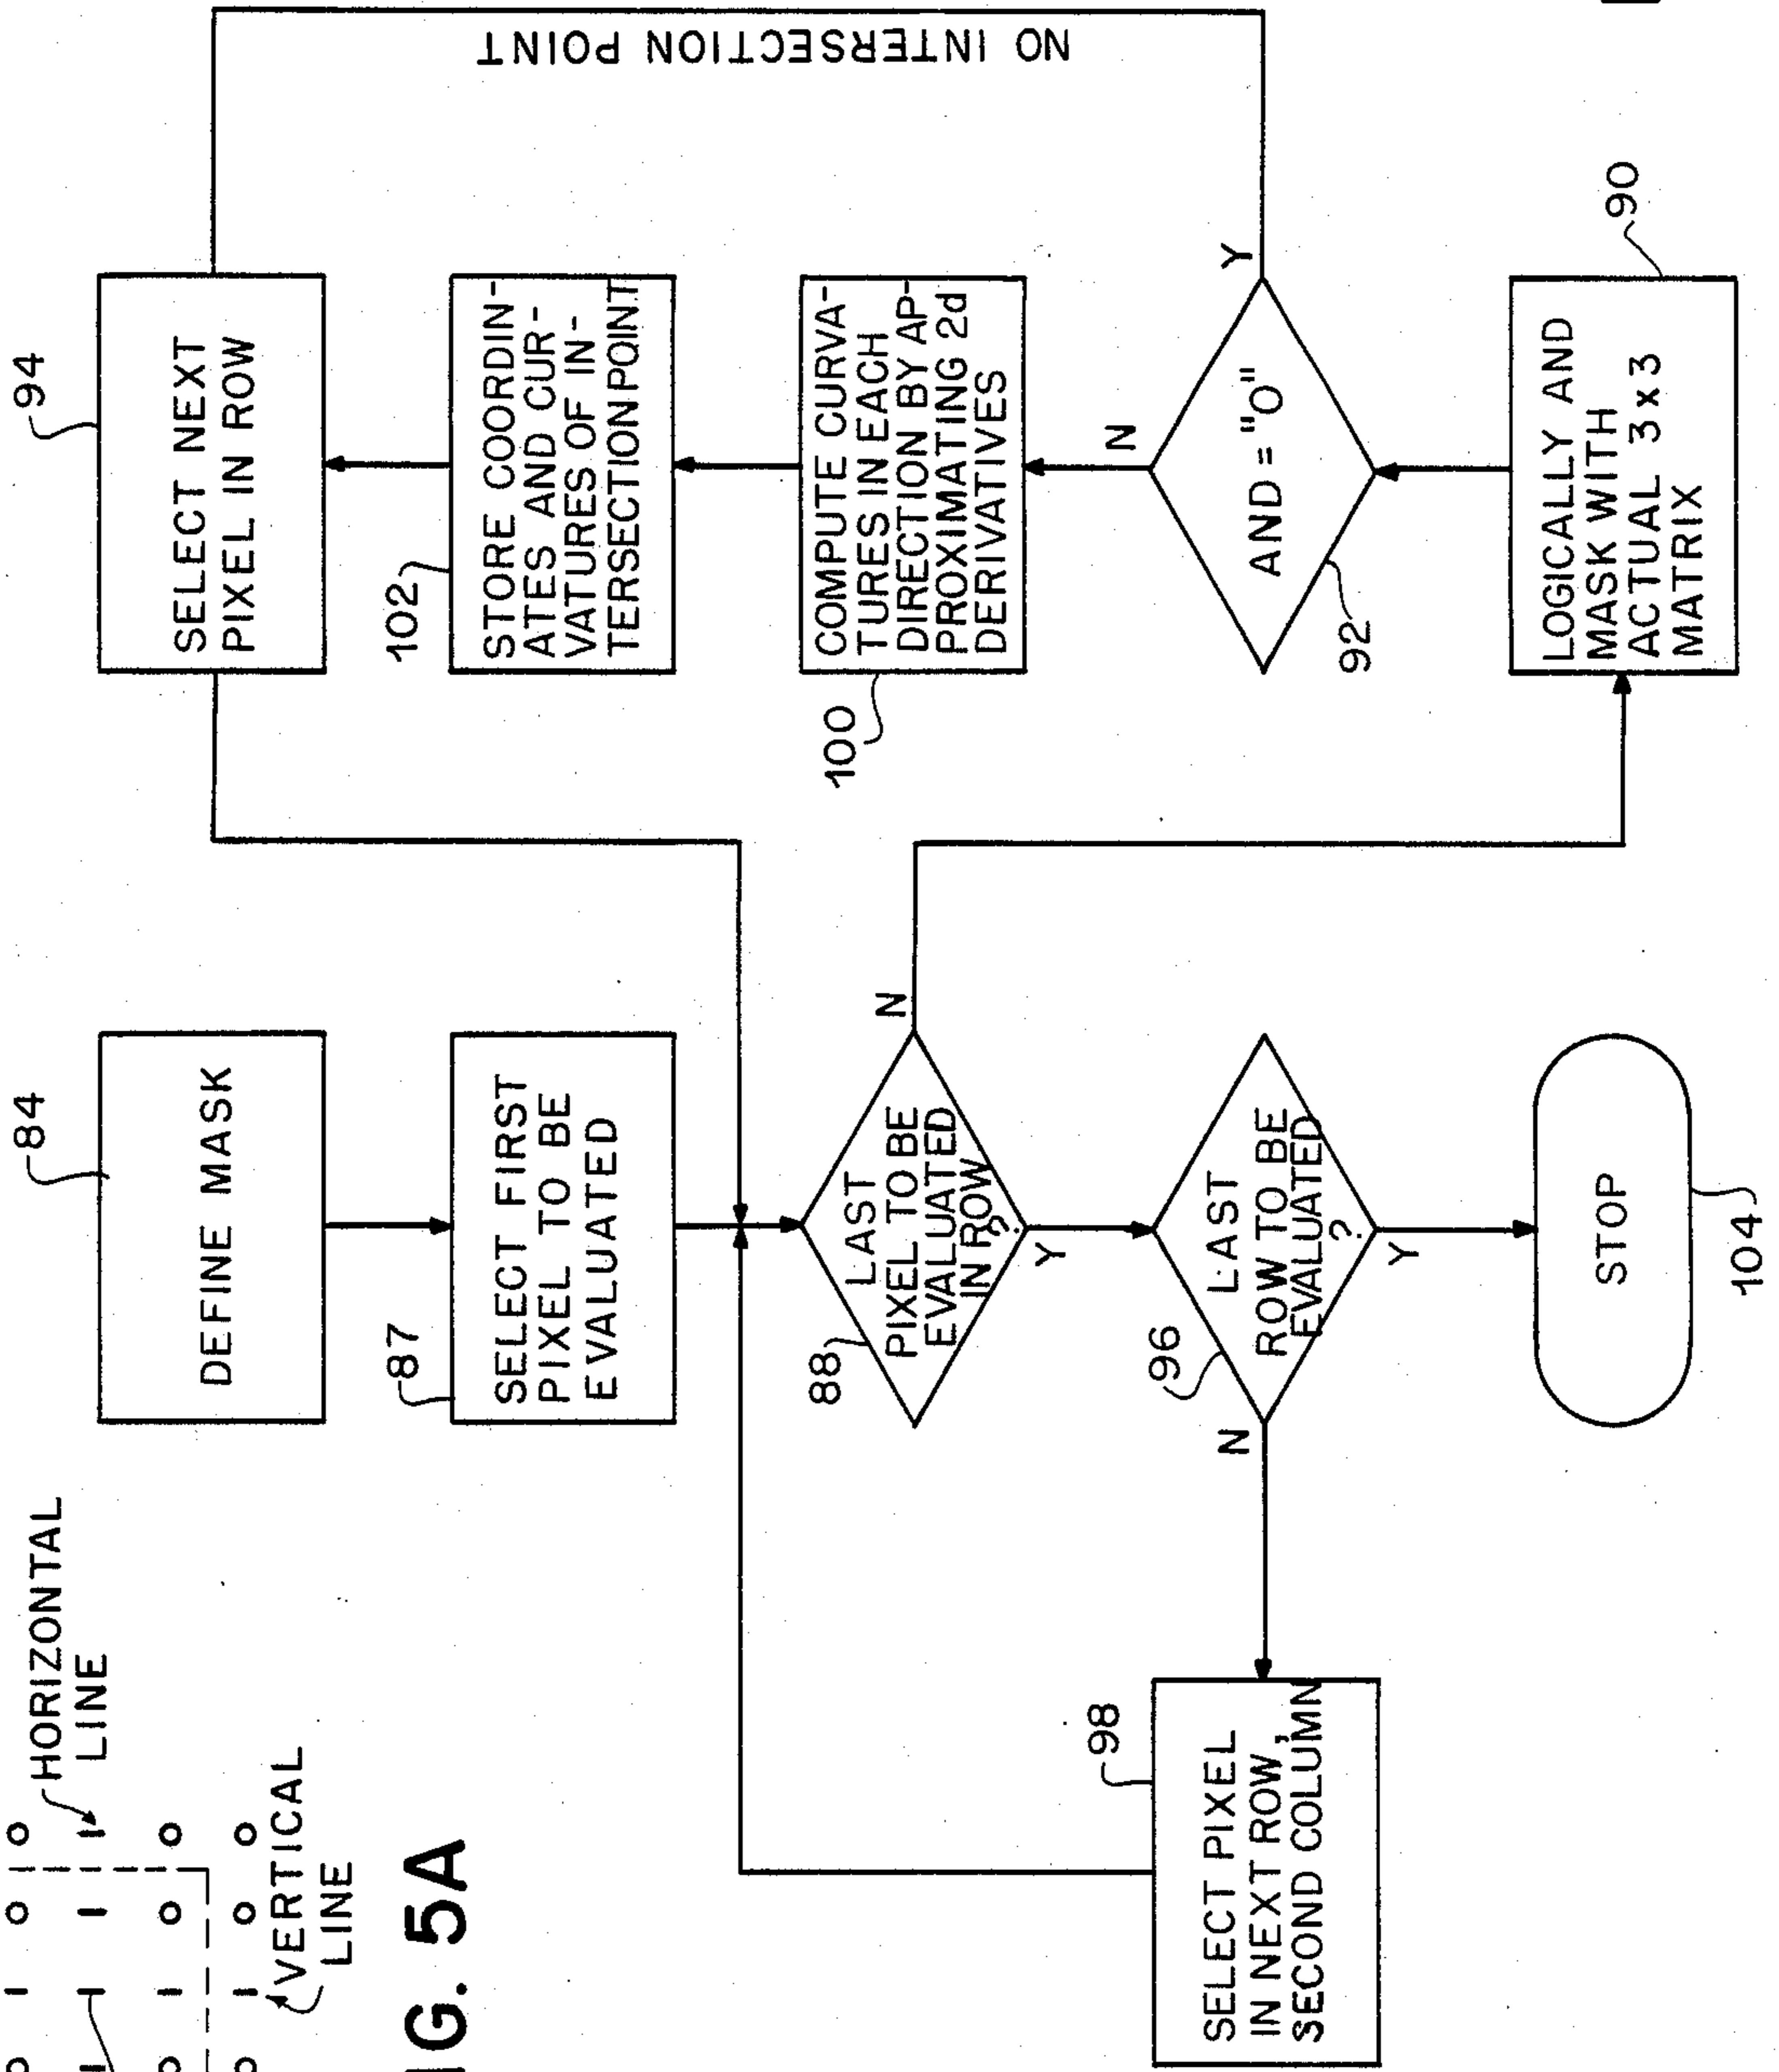 HORIZONTAL
LINE
O O
I I I
O O I
O O I
VERTICAL
LINE
FIG. 5A
84
DEFINE MASK
87
SELECT FIRST
PIXEL TO BE
EVALUATED
88
LAST
PIXEL TO BE
EVALUATED
IN ROW
?
N
Y
96
LAST
ROW TO BE
EVALUATED
?
N
Y
98
SELECT PIXEL
IN NEXT ROW,
SECOND COLUMN
STOP
104
94
SELECT NEXT
PIXEL IN ROW
102
STORE COORDIN-
ATES AND CUR-
VATURES OF IN-
TERSECTION POINT
100
COMPUTE CURVA-
TURES IN EACH
DIRECTION BY AP-
PROXIMATING 2d
DERIVATIVES
N
AND = "0"
Y
92
LOGICALLY AND
MASK WITH
ACTUAL 3x3
MATRIX
90
NO INTERSECTION POINT